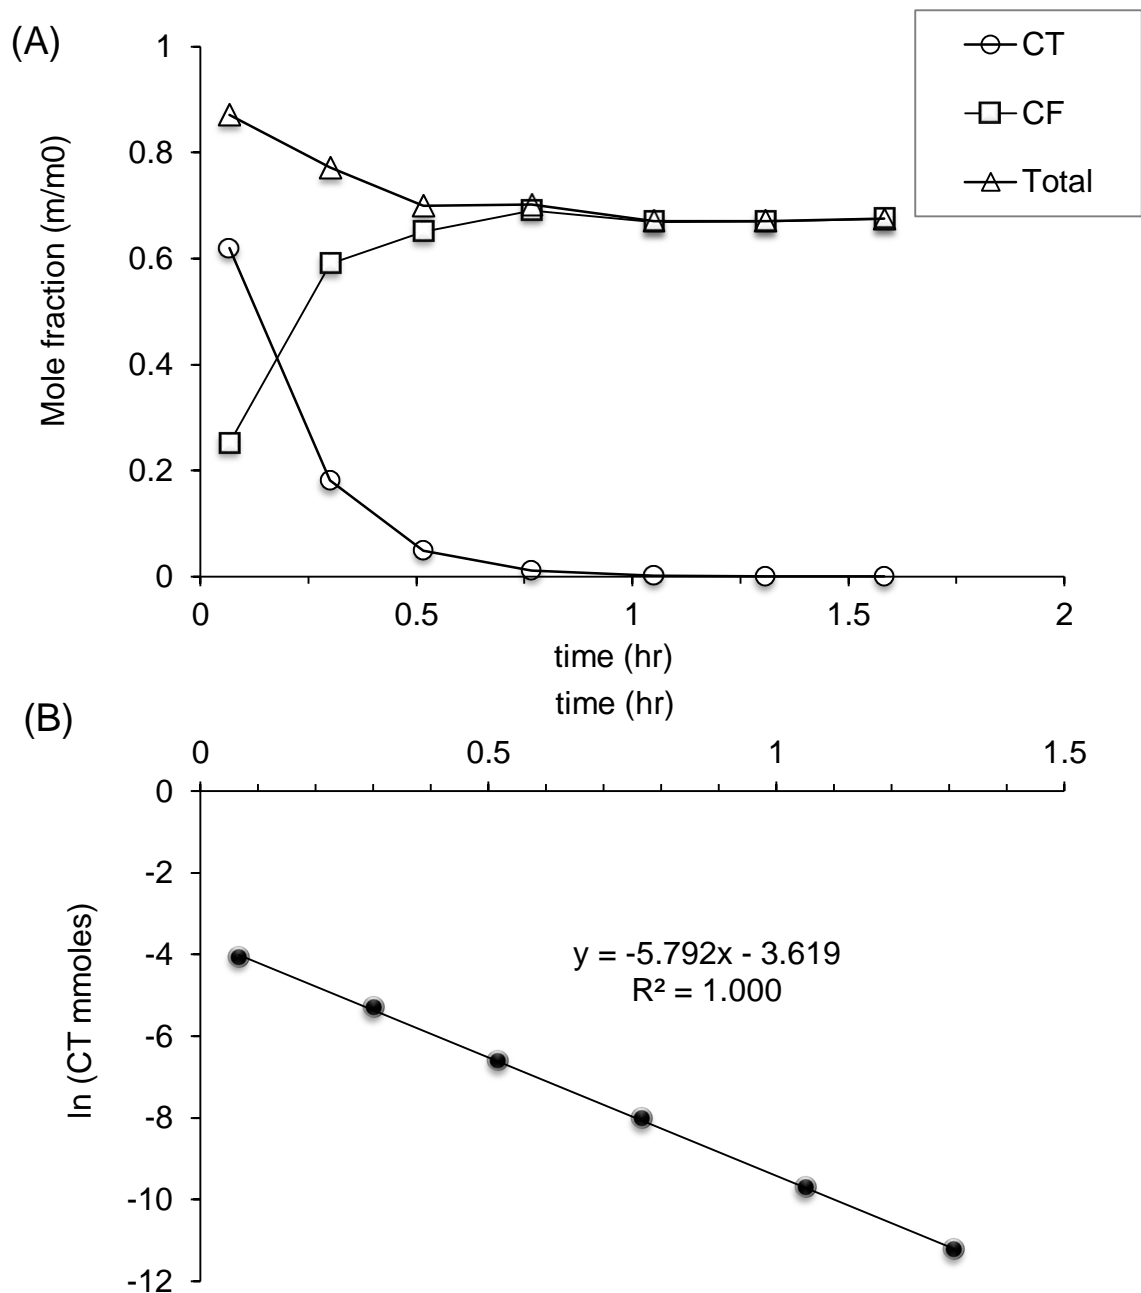 (A)
CT
CF
Total
Mole fraction (m/m0)
1
0.8
0.6
0.4
0.2
0
0 0.5 1 1.5 2
time (hr)
time (hr)
(B)
0 0.5 1 1.5
ln (CT mmoles)
0
-2
-4
-6
-8
-10
-12
y = -5.792x - 3.619
R² = 1.000